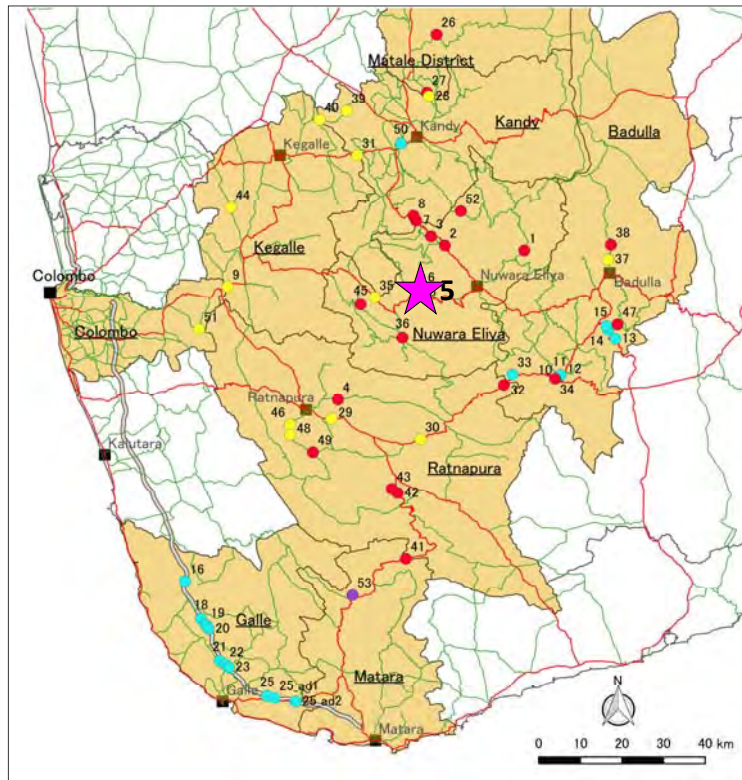 26
Matale District
27
28
39
40
50
Kandy
Kandy
Badulla
Kegalle
31
44
8
52
7
3
2
1
38
Kegalle
37
9
6
5
Nuwara Eliya
Badulla
Colombo
35
45
Colombo
51
36
Nuwara Eliya
15
47
14
13
33
11
10
12
32
34
4
Ratnapura
29
46
48
49
30
Kalutara
Ratnapura
43
42
41
53
16
18
19
20
Galle
21
22
23
Matara
25
25_ad1
25_ad2
Galle
Matara
N
0 10 20 30 40 km